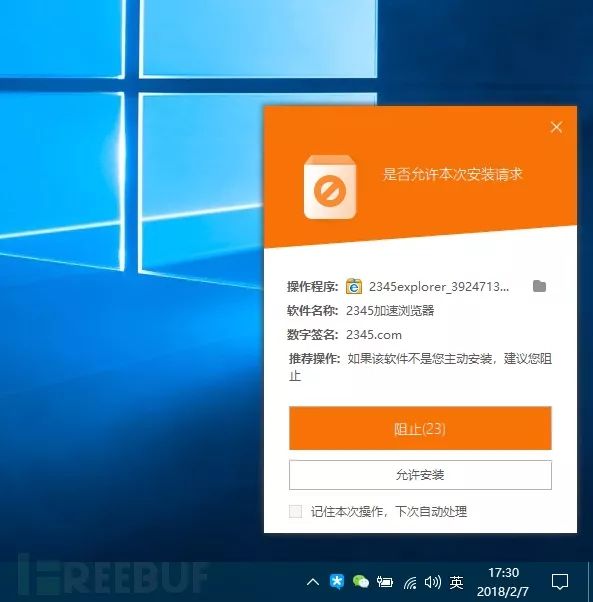 是否允许本次安装请求
操作程序: 2345explorer_3924713...
软件名称: 2345加速浏览器
数字签名: 2345.com
推荐操作: 如果该软件不是您主动安装，建议您阻
止
阻止(23)
允许安装
记住本次操作，下次自动处理
FREEBUF
英
17:30
2018/2/7